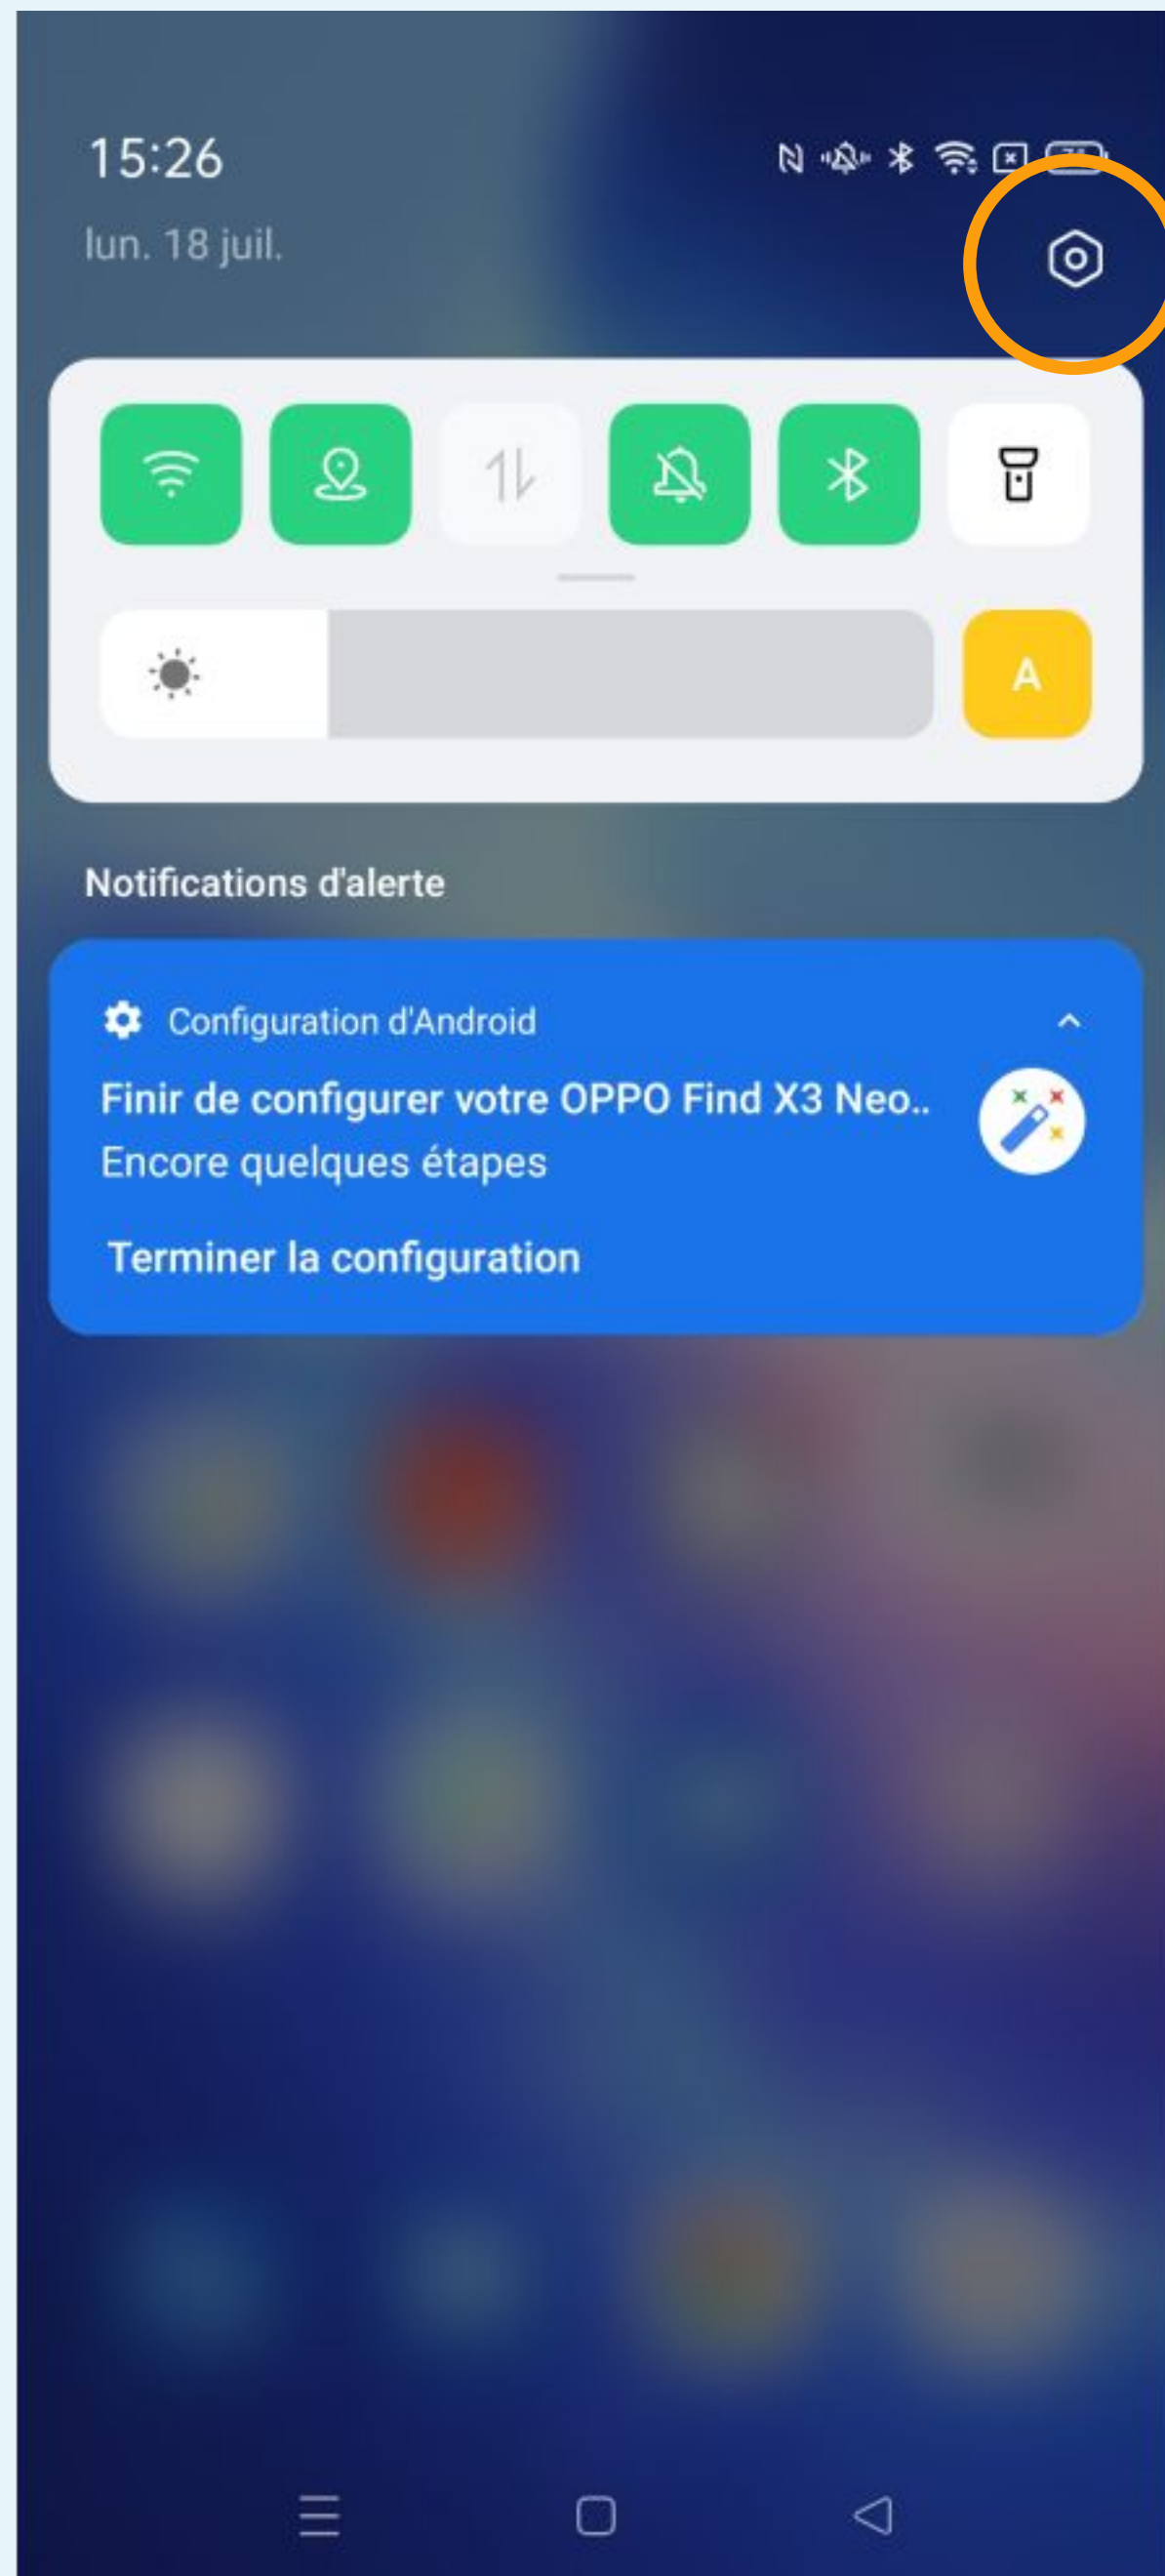 15:26
lun. 18 juil.
A
Notifications d'alerte
Configuration d'Android
Finir de configurer votre OPPO Find X3 Neo..
Encore quelques étapes
Terminer la configuration